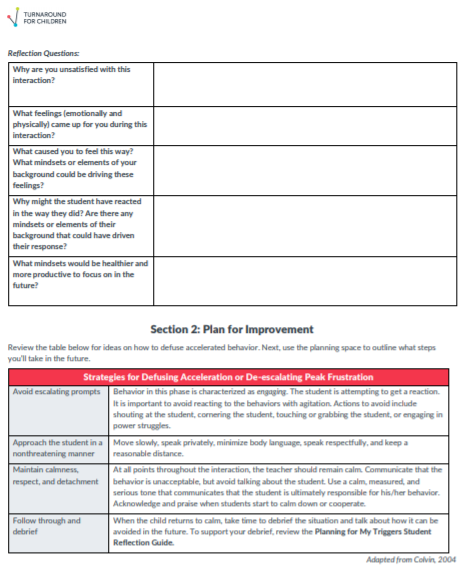 TURNAROUND
FOR CHILDREN
Reflection Questions:
Why are you unsatisfied with this
interaction?
What feelings (emotionally and
physically) came up for you during this
interaction?
What caused you to feel this way?
What mindsets or elements of your
background could be driving these
feelings?
Why might the student have reacted
in the way they did? Are there any
mindsets or elements of their
background that could have driven
their response?
What mindsets would be healthier and
more productive to focus on in the
future?
Section 2: Plan for Improvement
Review the table below for ideas on how to defuse accelerated behavior. Next, use the planning space to outline what steps
you'll take in the future.
Strategies for Defusing Acceleration or De-escalating Peak Frustration
Avoid escalating prompts
Behavior in this phase is characterized as engaging. The student is attempting to get a reaction.
It is important to avoid reacting to the behaviors with agitation. Actions to avoid include
shouting at the student, cornering the student, touching or grabbing the student, or engaging in
power struggles.
Approach the student in a
nonthreatening manner
Move slowly, speak privately, minimize body language, speak respectfully, and keep a
reasonable distance.
Maintain calmness,
respect, and detachment
At all points throughout the interaction, the teacher should remain calm. Communicate that the
behavior is unacceptable, but avoid talking about the student. Use a calm, measured, and
serious tone that communicates that the student is ultimately responsible for his/her behavior.
Acknowledge and praise when students start to calm down or cooperate.
Follow through and
debrief
When the child returns to calm, take time to debrief the situation and talk about how it can be
avoided in the future. To support your debrief, review the Planning for My Triggers Student
Reflection Guide.
Adapted from Colvin, 2004